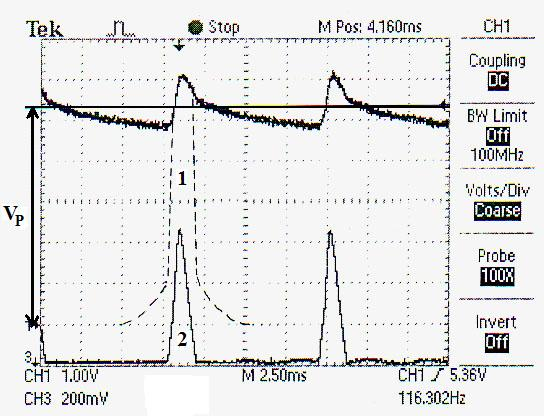 Tek Stop M Pos: 4.160ms CH1
Coupling
DC
BW Limit
Off
100MHz
Volts/Div
Coarse
Probe
100X
Invert
Off
VP
1
2
3
CH1 1.00V M 2.50ms CH1 5.36V
CH3 200mV 116.302Hz